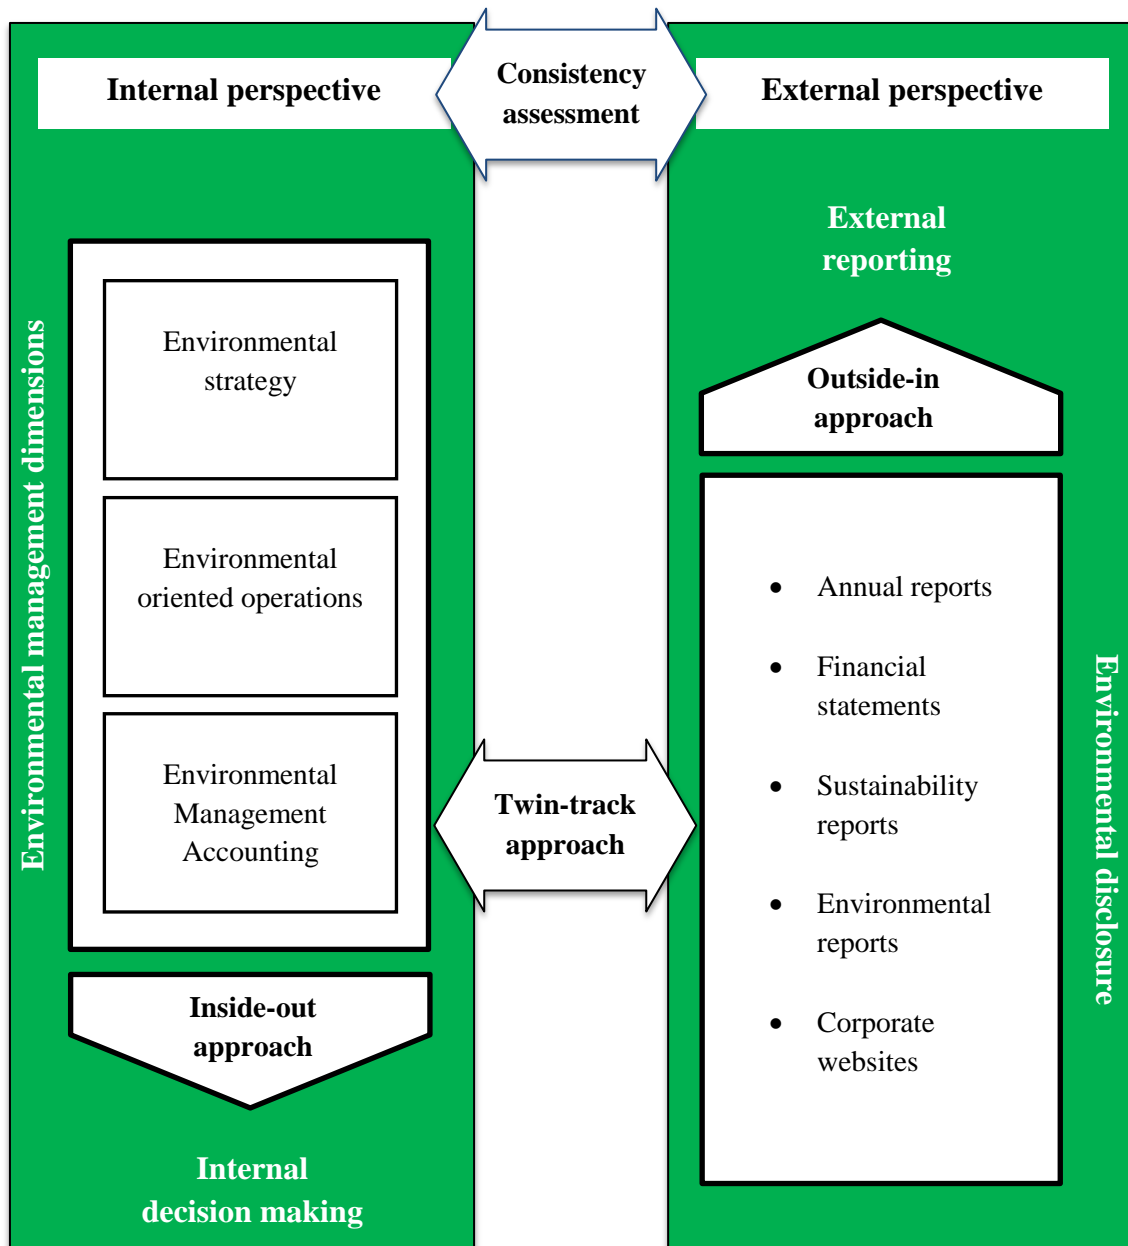 Internal perspective
Consistency
assessment
External perspective
Environmental management dimensions
Environmental
strategy
Environmental
oriented operations
Environmental
Management
Accounting
Inside-out
approach
Internal
decision making
Twin-track
approach
External
reporting
Outside-in
approach
• Annual reports
• Financial
statements
• Sustainability
reports
• Environmental
reports
• Corporate
websites
Environmental disclosure